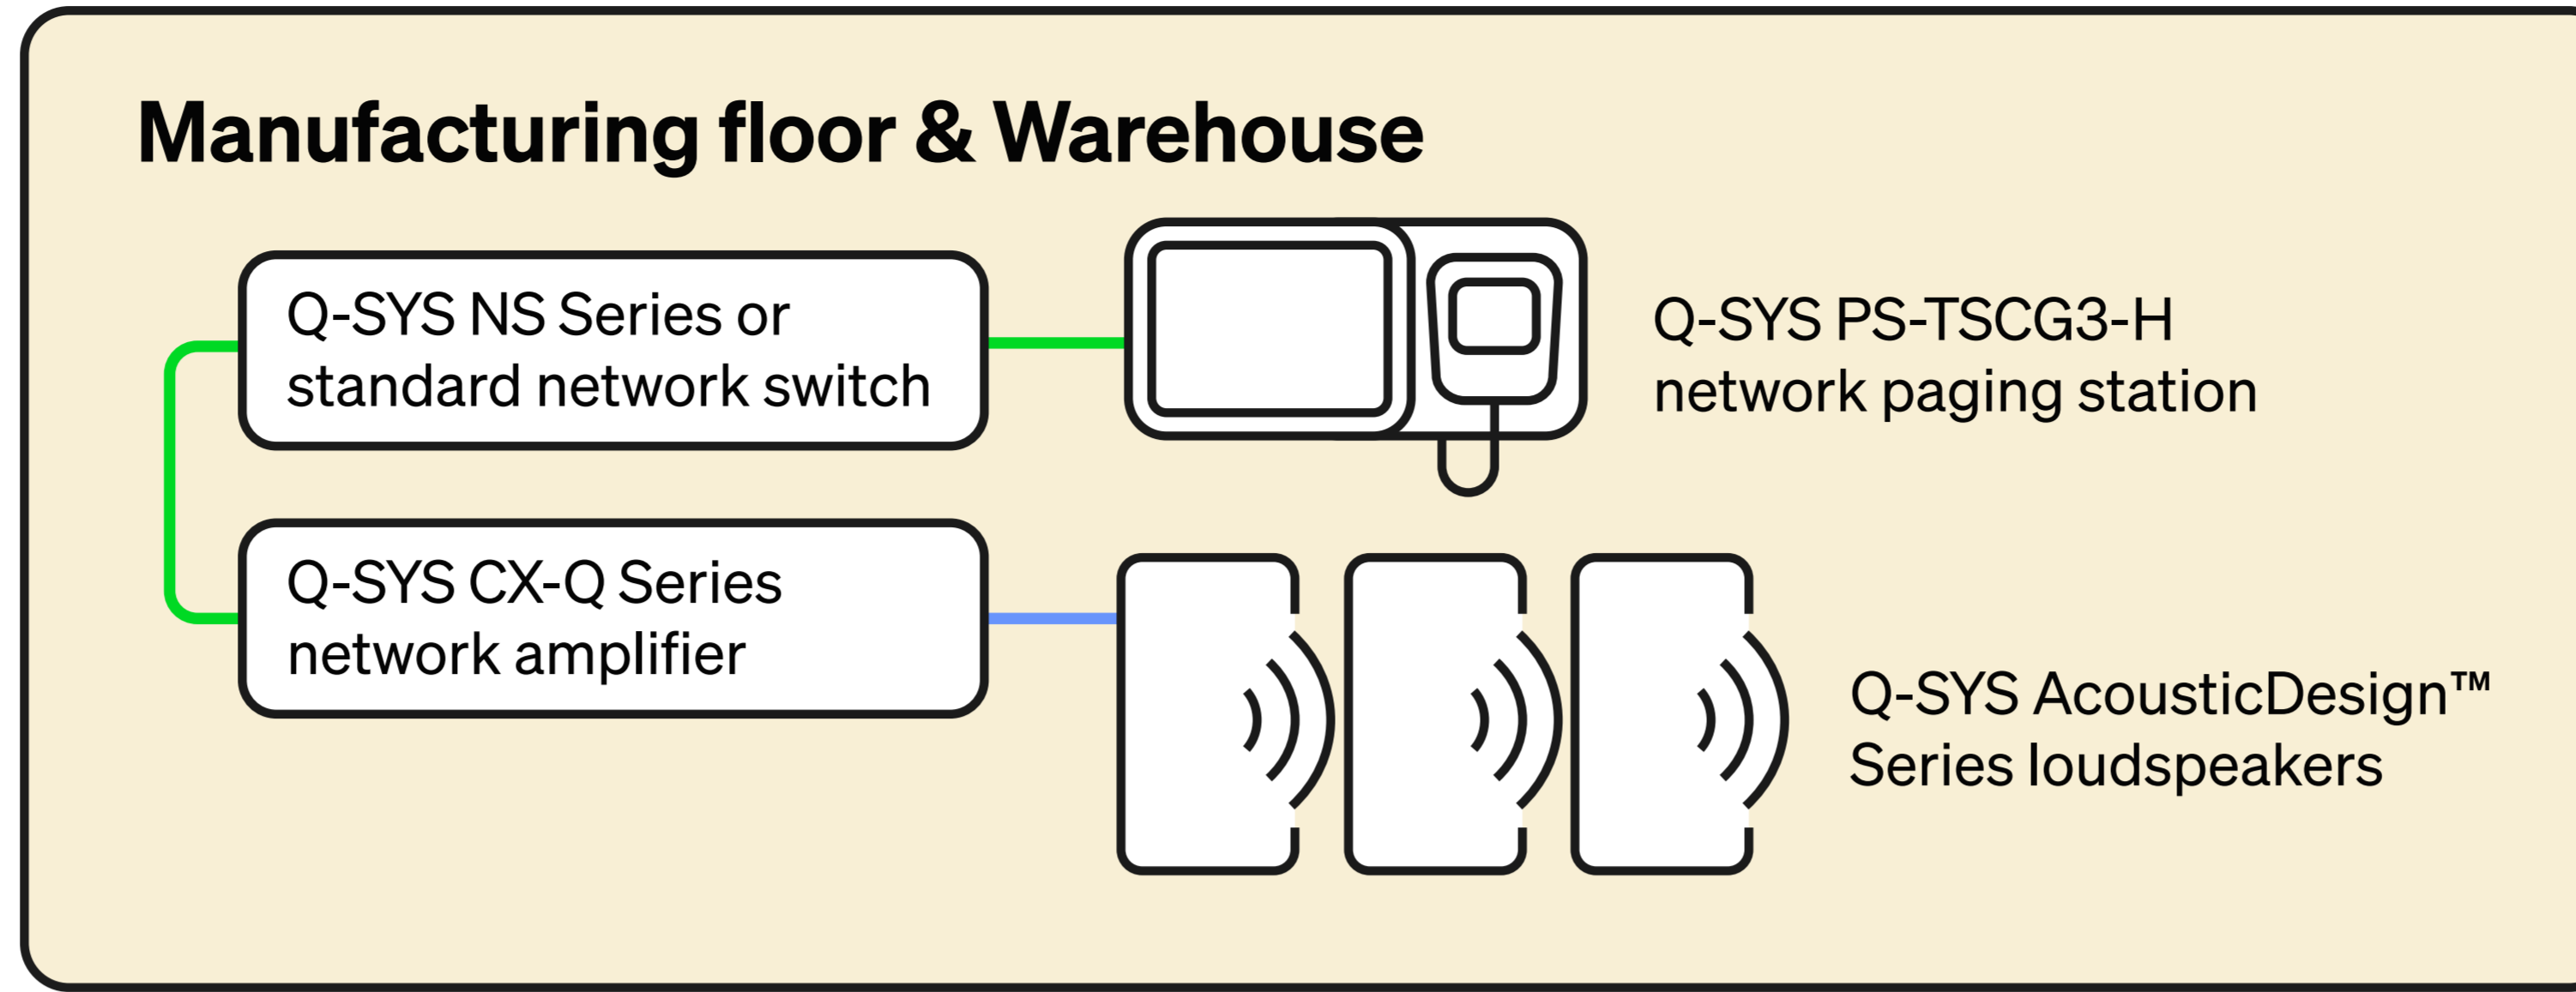 Manufacturing floor & Warehouse
Q-SYS NS Series or
standard network switch
Q-SYS PS-TSCG3-H
network paging station
Q-SYS CX-Q Series
network amplifier
Q-SYS AcousticDesign™
Series loudspeakers